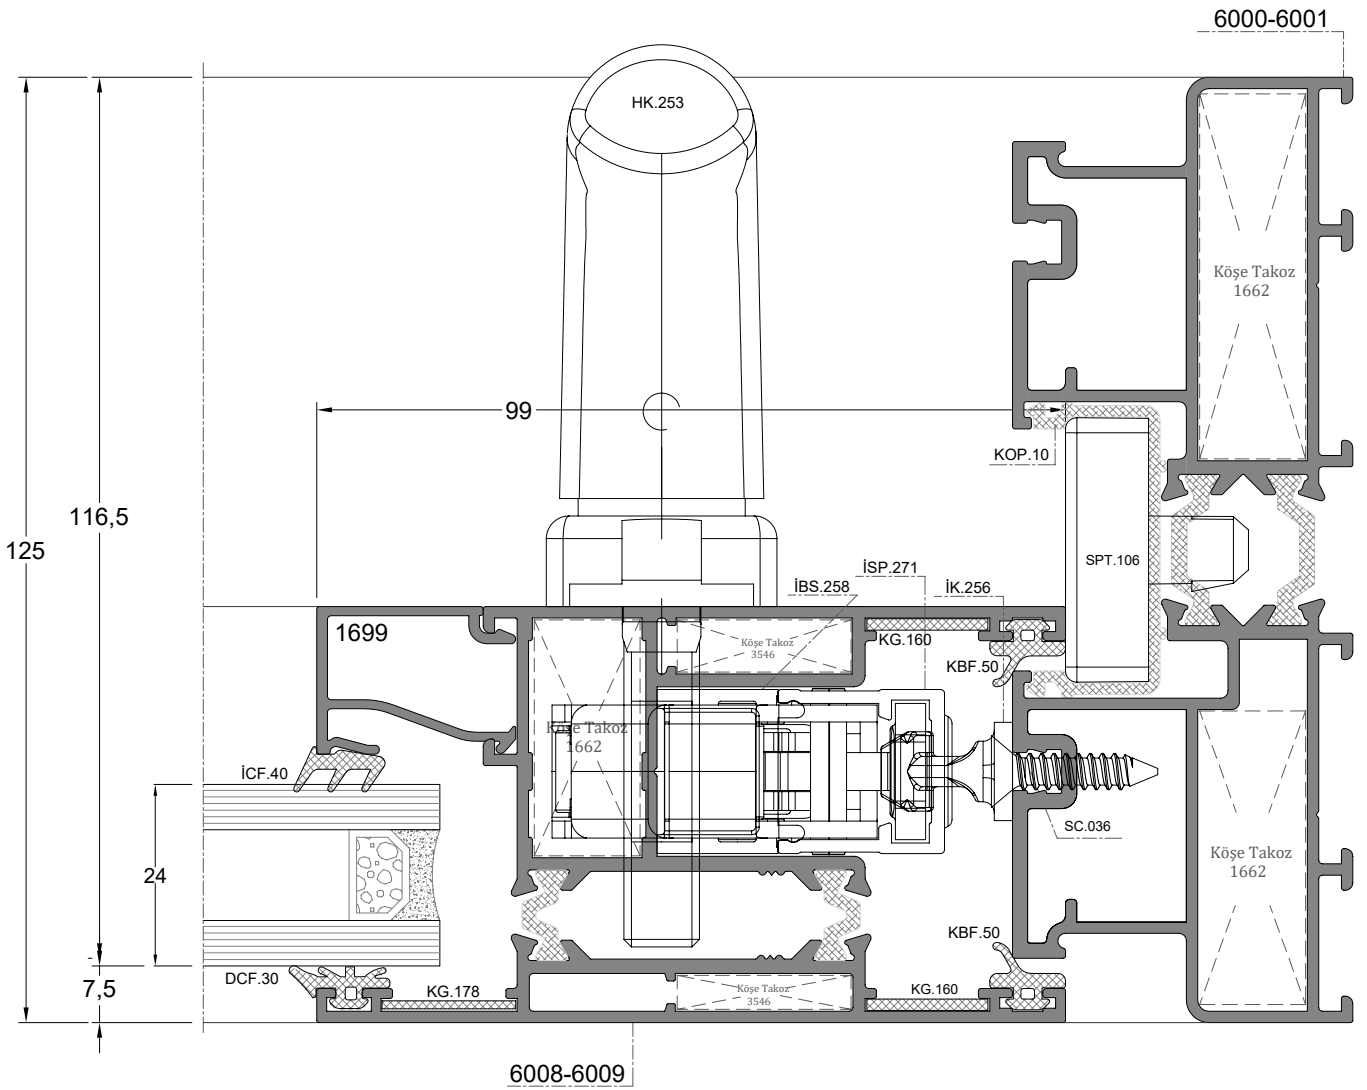 6000-6001
HK.253
Köşe Takoz
1662
99
KOP.10
116,5
125
SPT.106
İSP.271
İBS.258
İK.256
1699
KG.160
Köşe Takoz
3546
KBF.50
Köşe Takoz
1662
İCF.40
SC.036
Köşe Takoz
1662
24
KBF.50
DCF.30
7,5
KG.178
Köşe Takoz
3546
KG.160
6008-6009